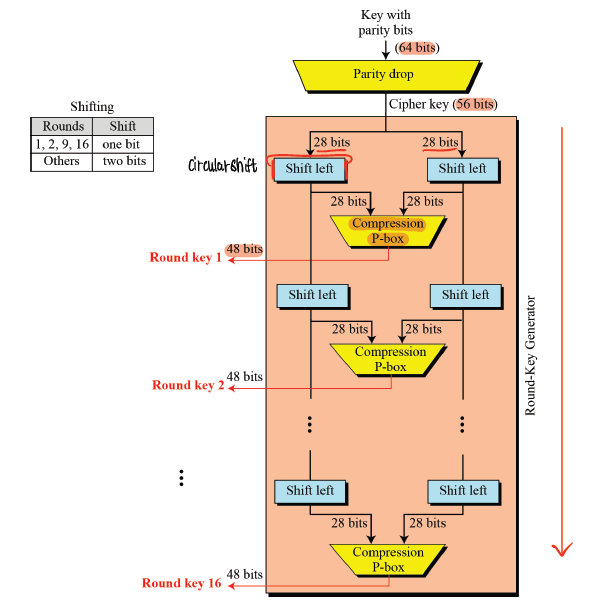 Key with
parity bits
(64 bits)
Parity drop
Cipher key (56 bits)
Shifting
Rounds Shift
1, 2, 9, 16 one bit
Others two bits
28 bits 28 bits
Circularshift
Shift left Shift left
28 bits 28 bits
Compression
P-box
48 bits
Round key 1
Shift left Shift left
28 bits 28 bits
Compression
P-box
48 bits
Round key 2
Round-Key Generator
Shift left Shift left
28 bits 28 bits
Compression
P-box
48 bits
Round key 16